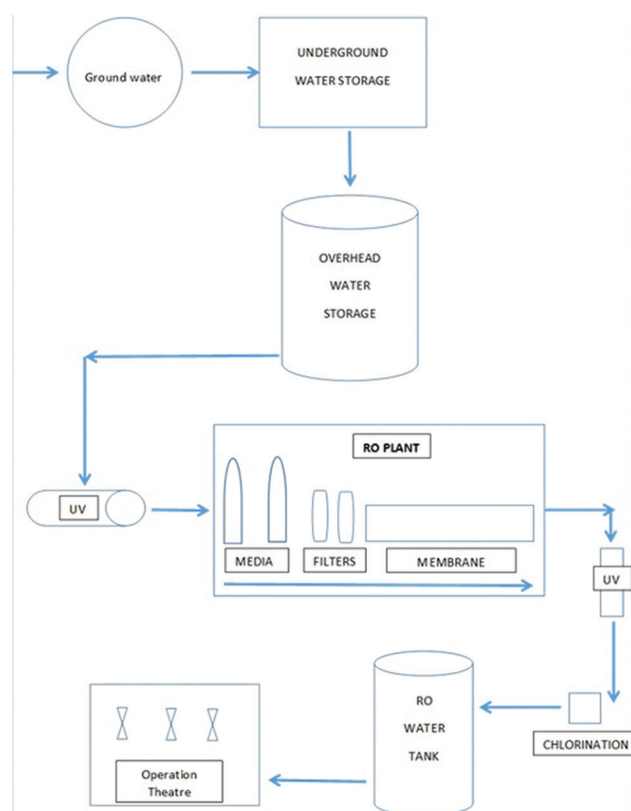 Ground water
UNDERGROUND
WATER STORAGE
OVERHEAD
WATER
STORAGE
UV
RO PLANT
MEDIA
FILTERS
MEMBRANE
UV
CHLORINATION
RO
WATER
TANK
Operation
Theatre